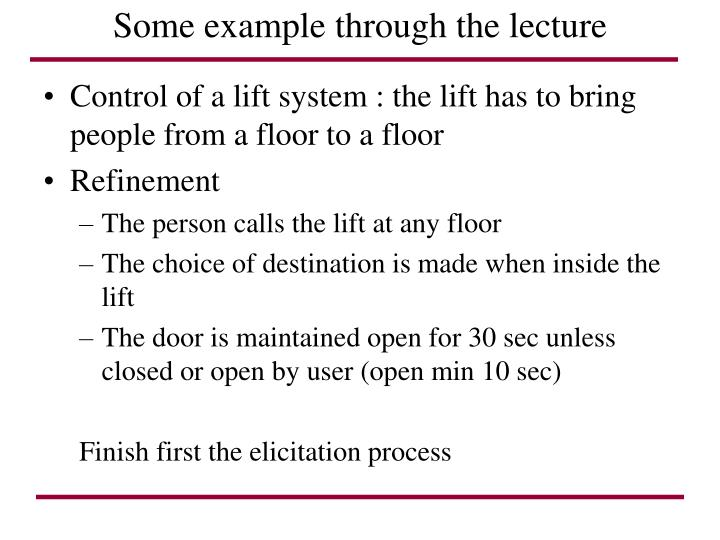 Some example through the lecture
• Control of a lift system : the lift has to bring
people from a floor to a floor
• Refinement
– The person calls the lift at any floor
– The choice of destination is made when inside the
lift
– The door is maintained open for 30 sec unless
closed or open by user (open min 10 sec)
Finish first the elicitation process